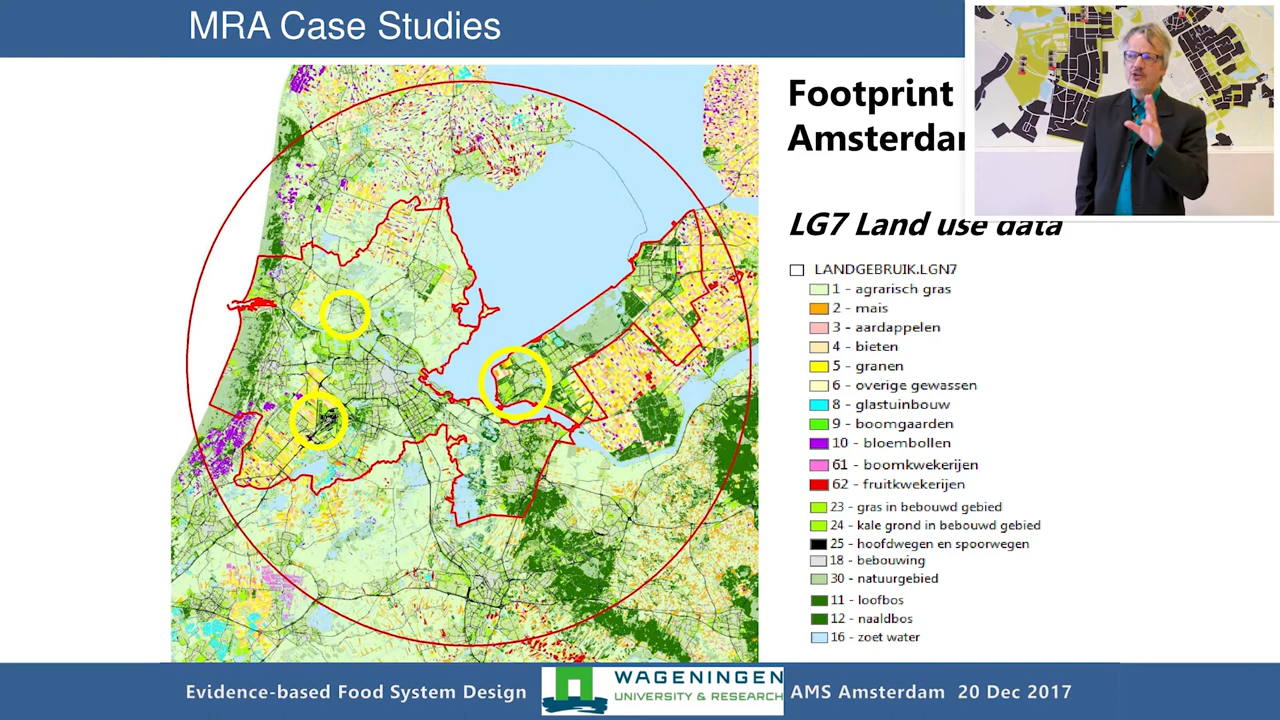 MRA Case Studies
Footprint
Amsterdam
LG7 Land use data
LANDGEBRUIK.LGN7
1 - agrarisch gras
2 - mais
3 - aardappelen
4 - bieten
5 - granen
6 - overige gewassen
8 - glastuinbouw
9 - boomgaarden
10 - bloembollen
61 - boomkwekerijen
62 - fruitkwekerijen
23 - gras in bebouwd gebied
24 - kale grond in bebouwd gebied
25 - hoofdwegen en spoorwegen
18 - bebouwing
30 - natuurgebied
11 - loofbos
12 - naaldbos
16 - zoet water
Evidence-based Food System Design
WAGENINGEN
UNIVERSITY & RESEARCH
AMS Amsterdam 20 Dec 2017